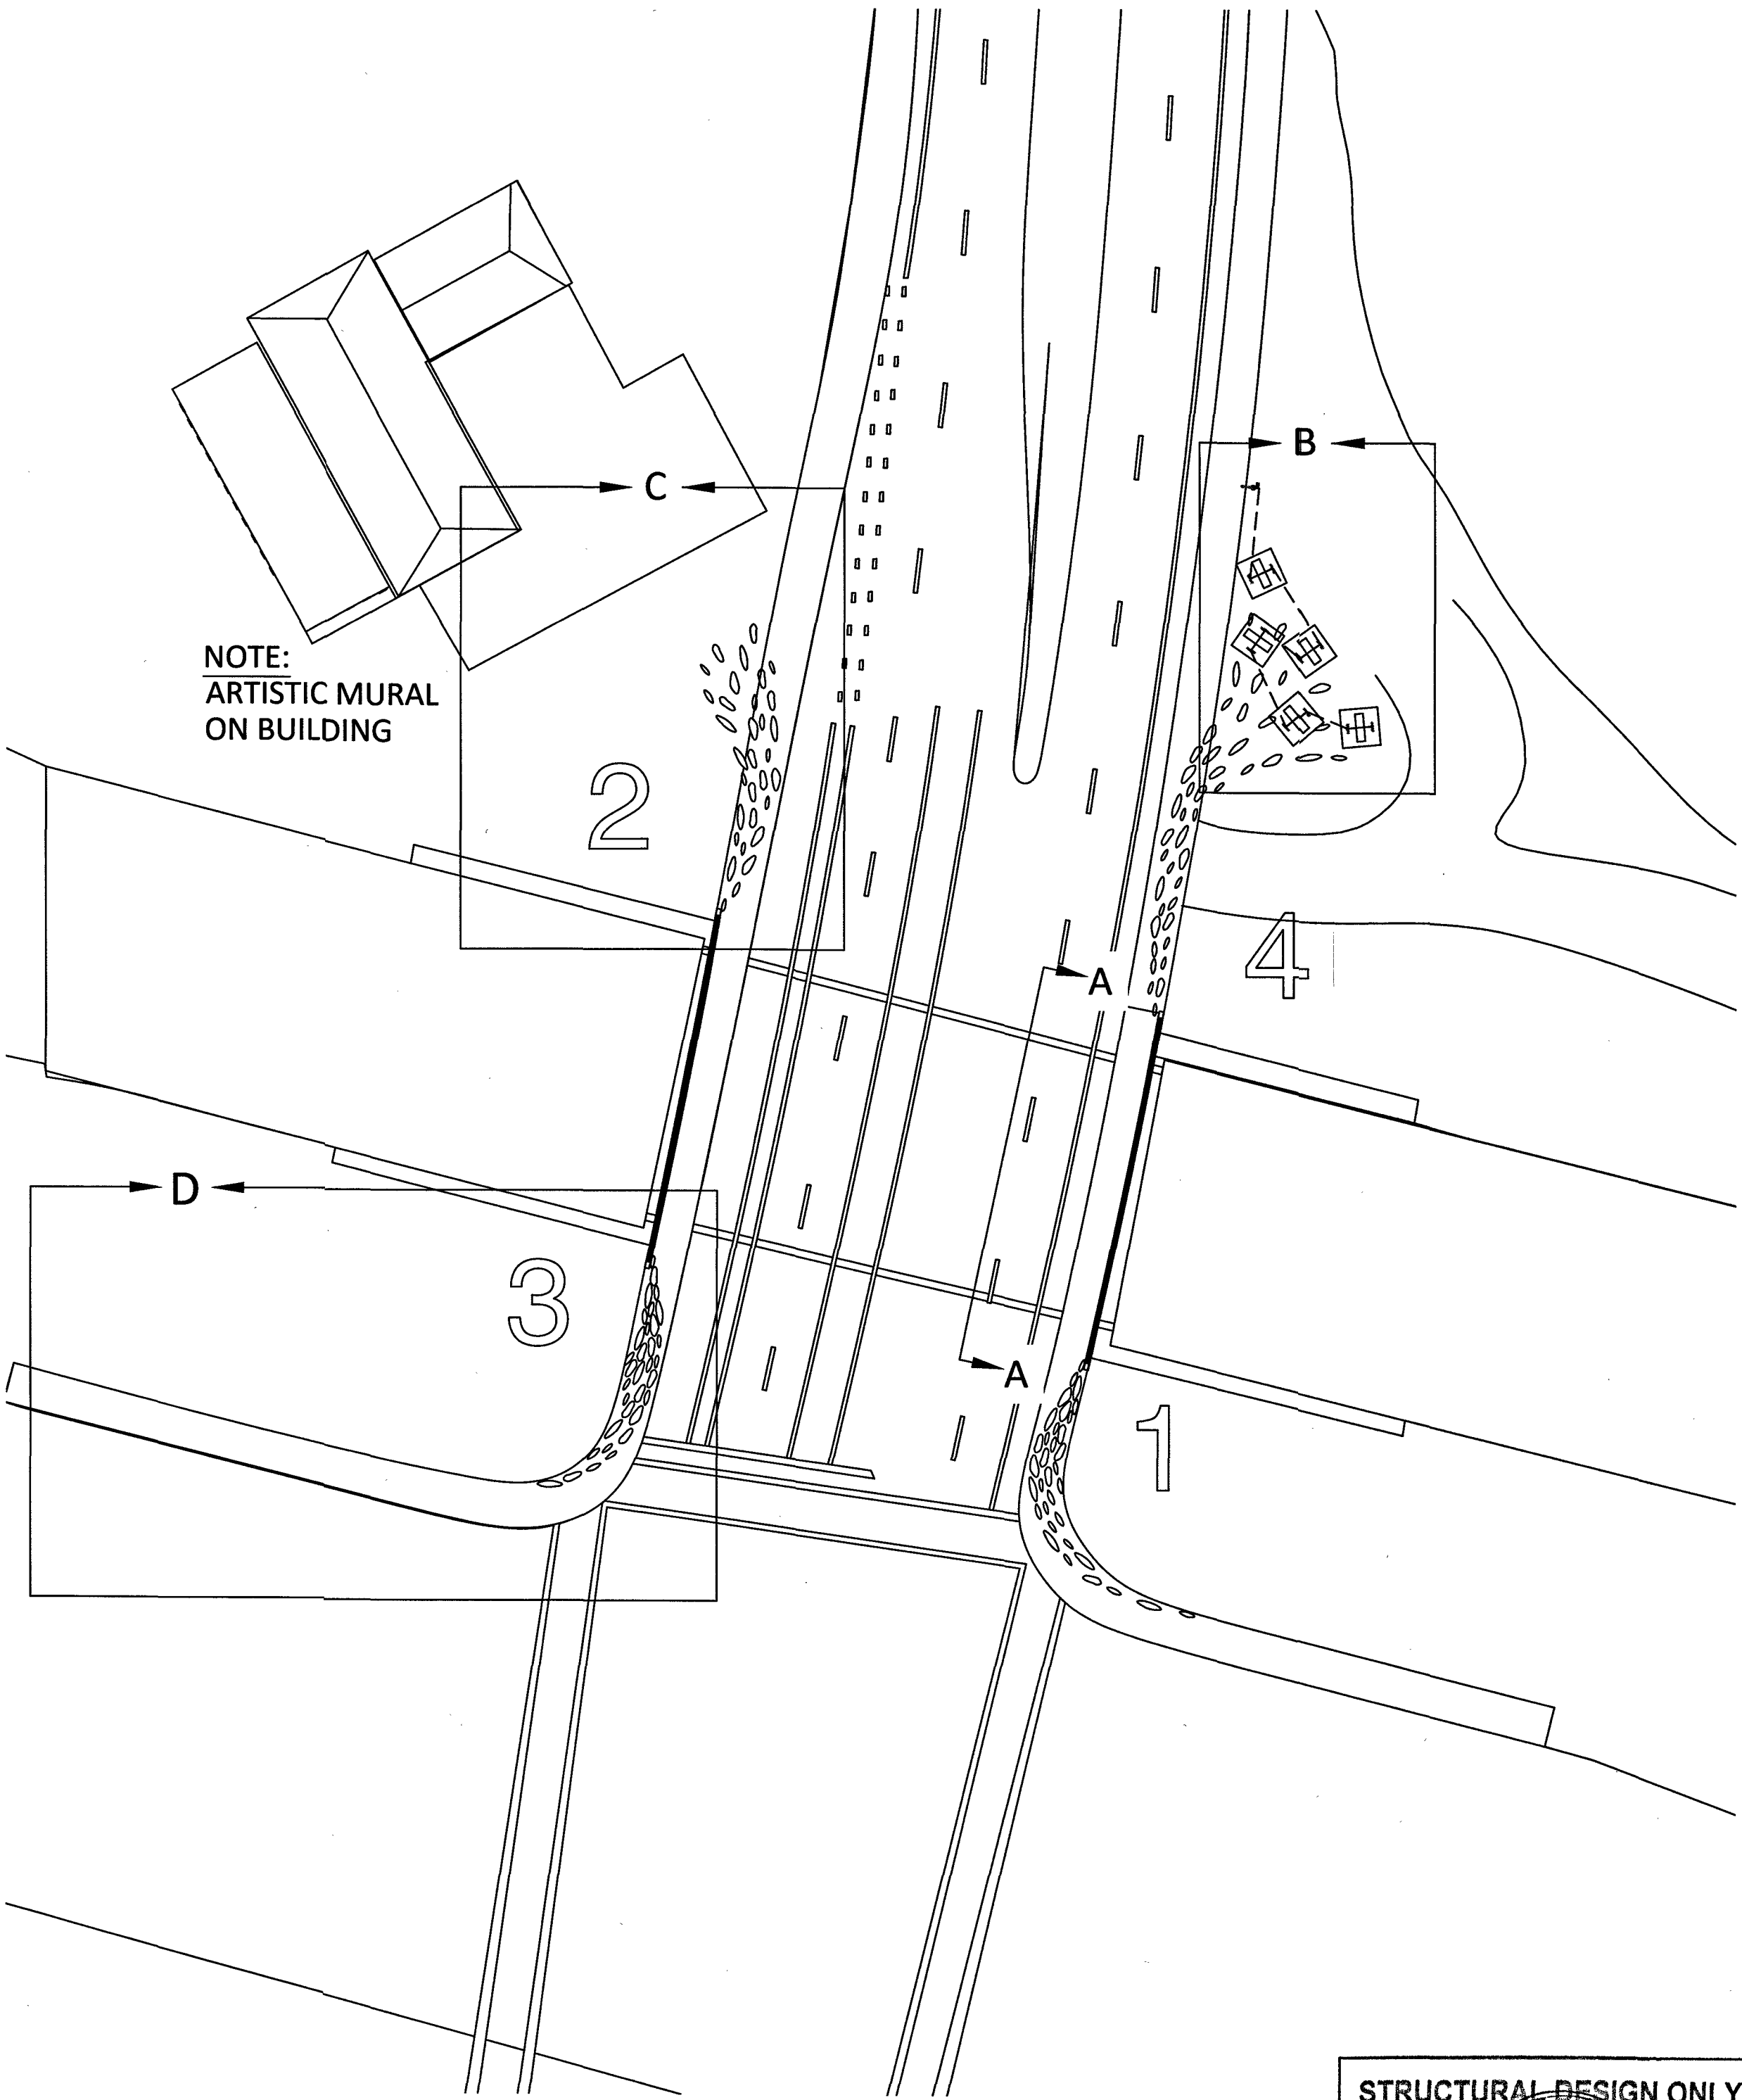 B
C
NOTE:
ARTISTIC MURAL
ON BUILDING
2
4
A
D
3
A
1
STRUCTURAL DESIGN ONLY